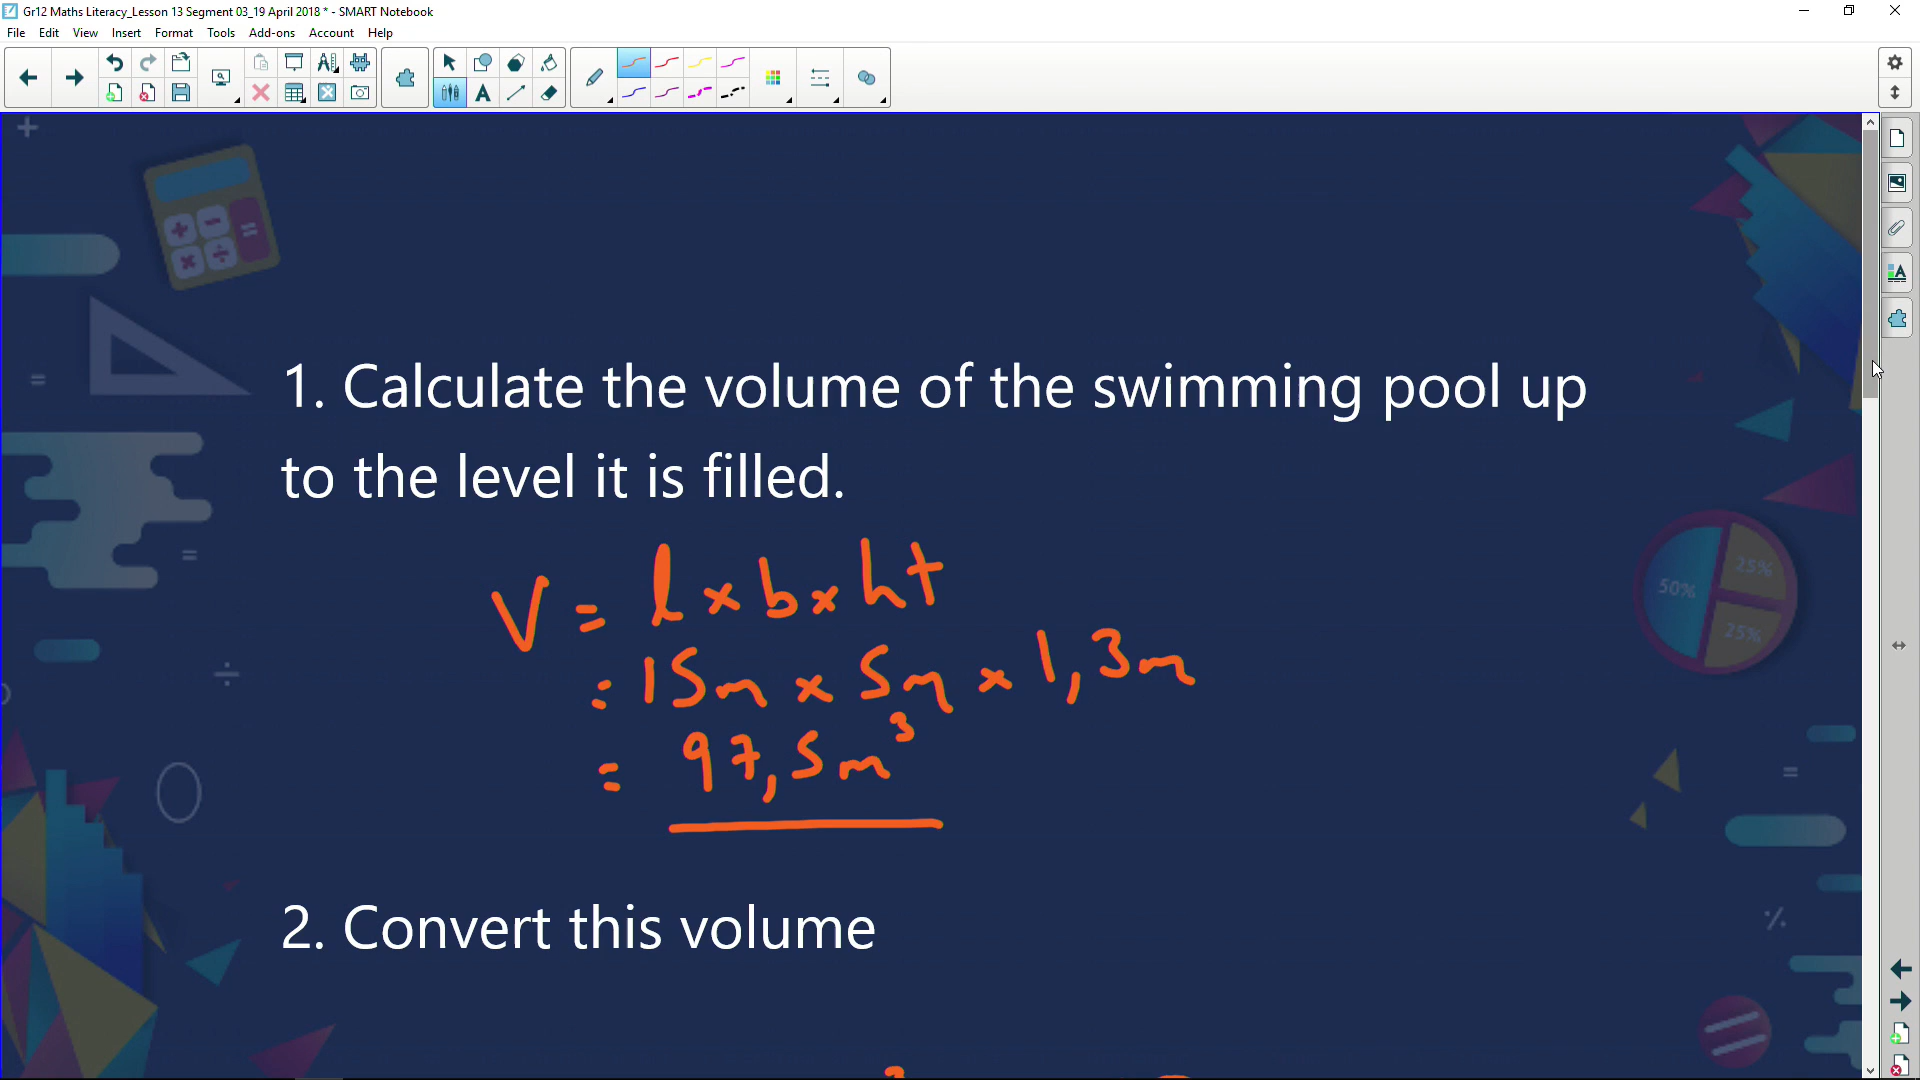 Gr12 Maths Literacy_Lesson 13 Segment 03_19 April 2018 * - SMART Notebook
File Edit View Insert Format Tools Add-ons Account Help
1. Calculate the volume of the swimming pool up
to the level it is filled.
V = l × b × ht
= 15m × 5m × 1,3m
= 97,5m³
2. Convert this volume
50%
25%
25%